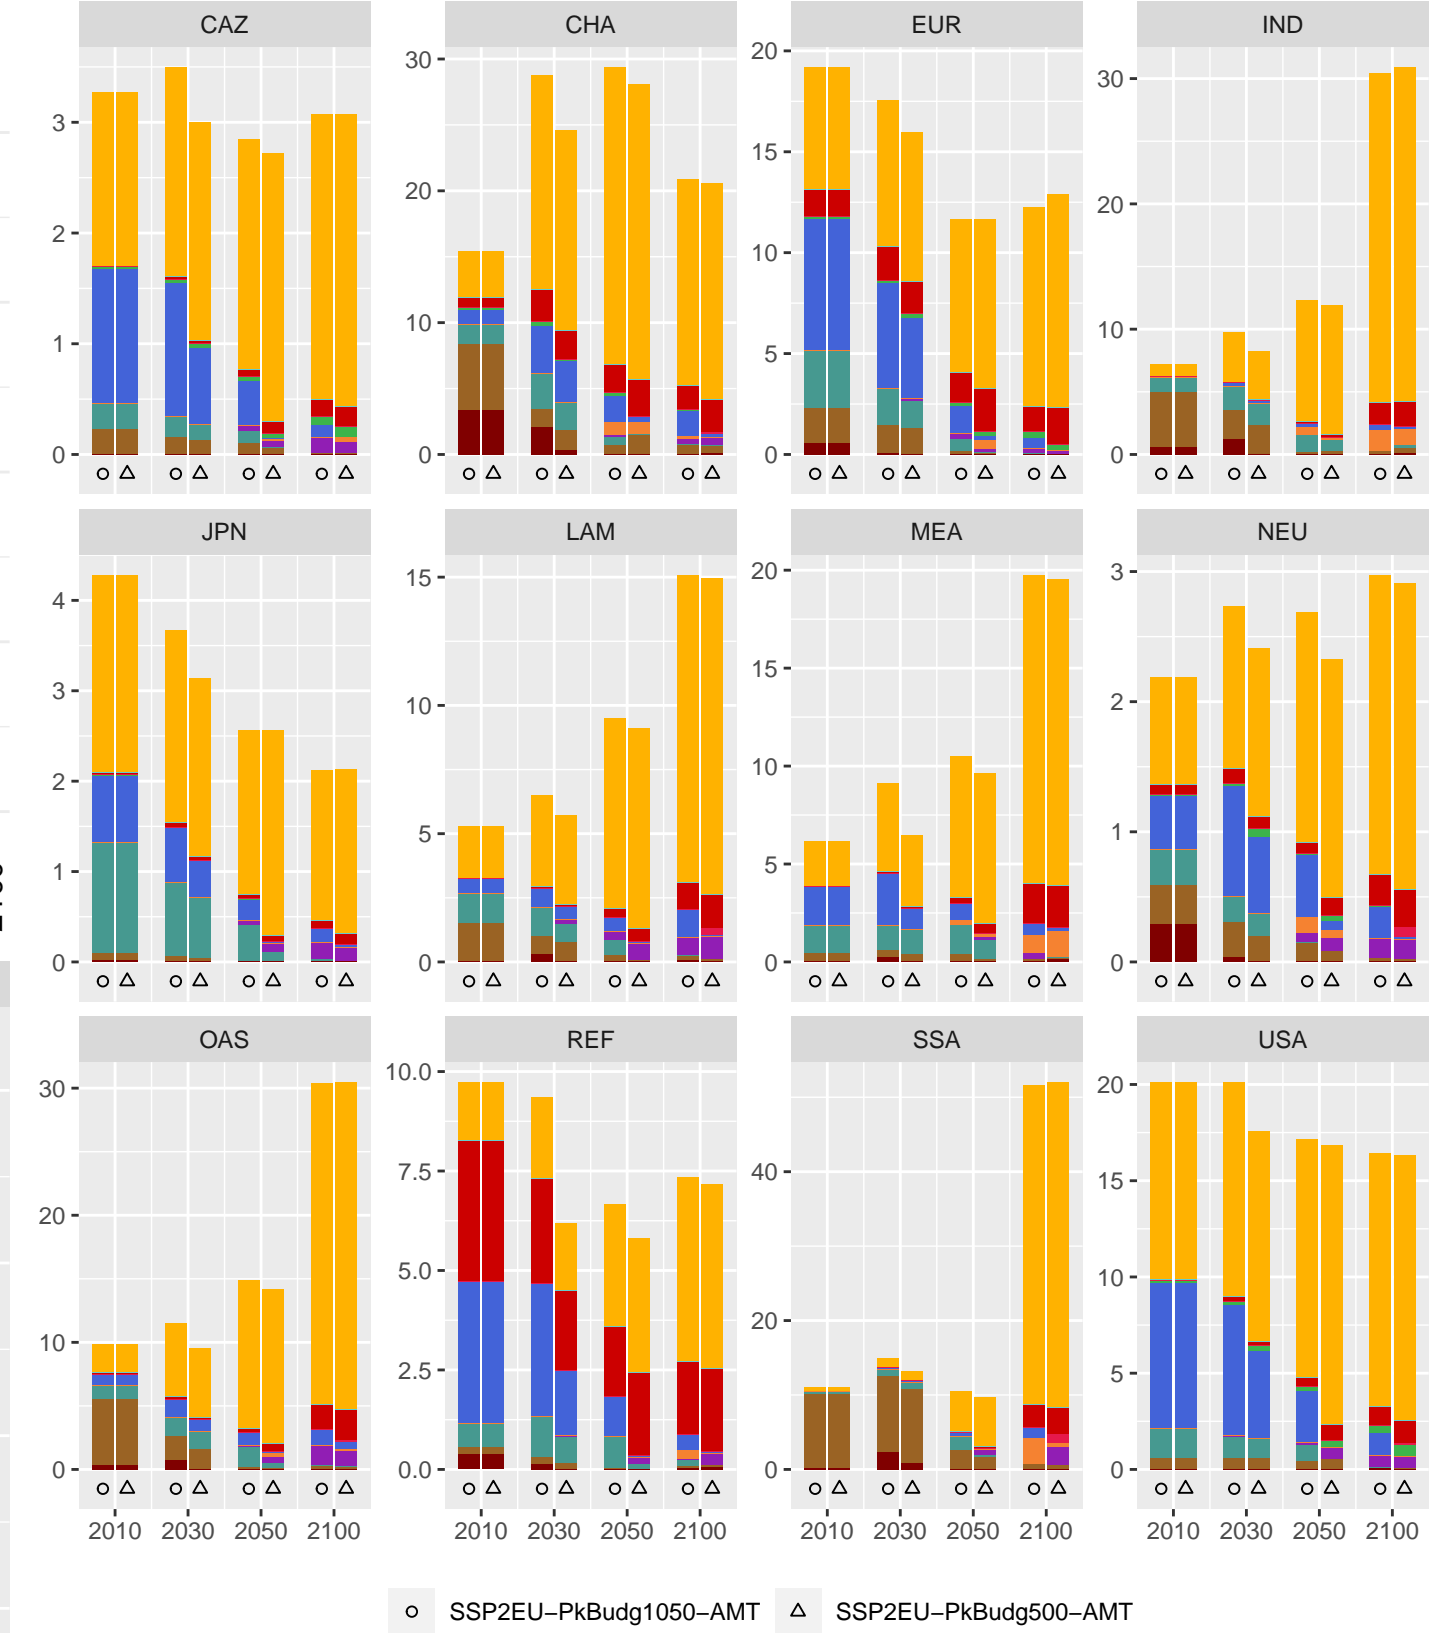 CAZ CHA EUR IND
3 30 20 30
2 20 15 20
1 10 10 10
0 0 5 0
0
JPN LAM MEA NEU
4 15 20 3
3 10 15 2
2 5 10 1
1 0 5 0
0 0
OAS REF SSA USA
30 10.0 40 20
20 7.5 20 15
10 5.0 0 10
0 2.5 5
0.0 0
2010 2030 2050 2100 2010 2030 2050 2100 2010 2030 2050 2100 2010 2030 2050 2100
SSP2EU−PkBudg1050−AMT SSP2EU−PkBudg500−AMT